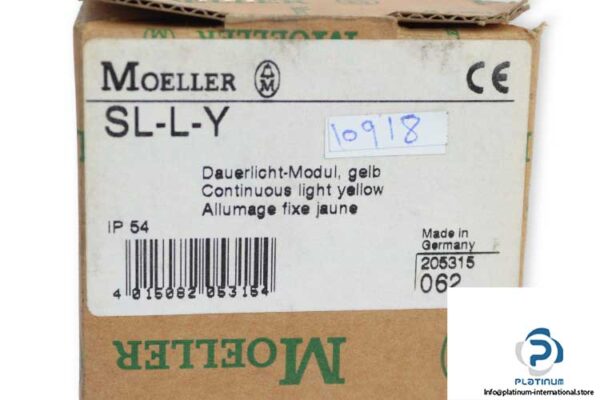 MOELLER
CE
SL-L-Y
10918
Dauerlicht-Modul, gelb
Continuous light yellow
Allumage fixe jaune
IP 54
Made in
Germany
205315
062
4 015082 053154
MOELLER
PLATINUM
Info@platinum-international.store